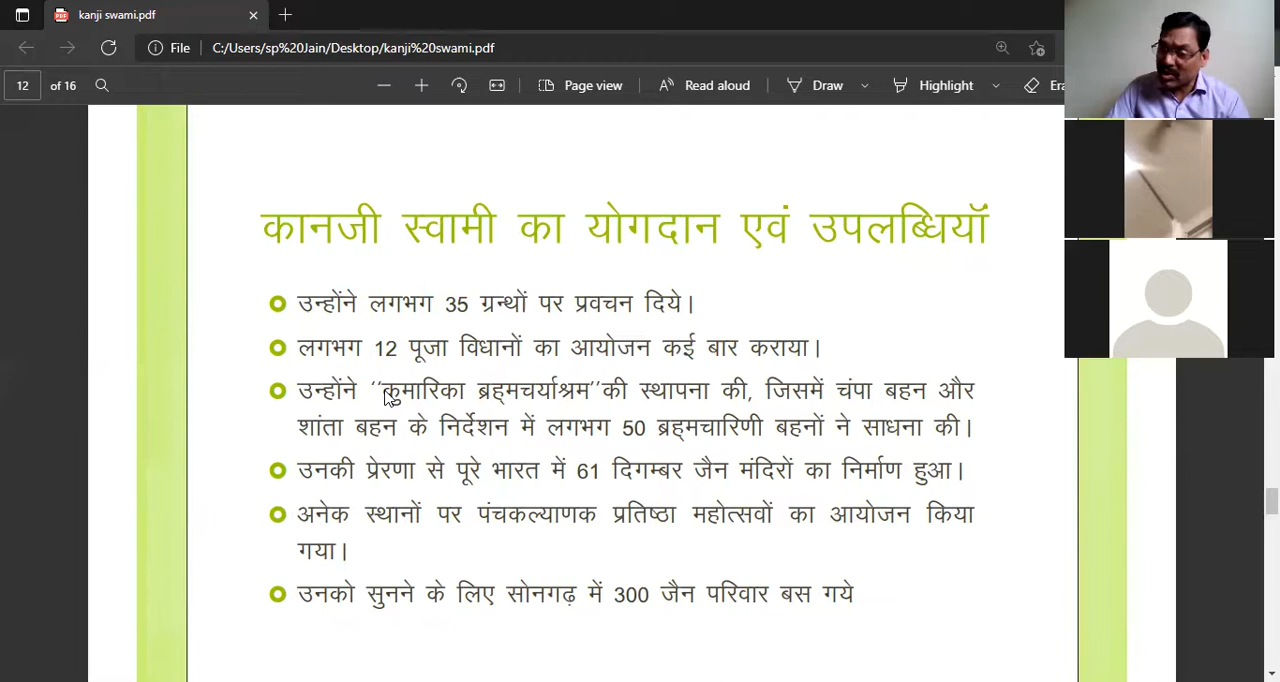 kanji swami.pdf
File C:/Users/sp%20Jain/Desktop/kanji%20swami.pdf
12 of 16 Page view Read aloud Draw Highlight
कानजी स्वामी का योगदान एवं उपलब्धियाॅं
उन्होंने लगभग 35 ग्रन्थों पर प्रवचन दिये।
लगभग 12 पूजा विधानों का आयोजन कई बार कराया।
उन्होंने ‘‘कुमारिका ब्रह्मचर्याश्रम’’की स्थापना की, जिसमें चंपा बहन और
शांता बहन के निर्देशन में लगभग 50 ब्रह्मचारिणी बहनों ने साधना की।
उनकी प्रेरणा से पूरे भारत में 61 दिगम्बर जैन मंदिरों का निर्माण हुआ।
अनेक स्थानों पर पंचकल्याणक प्रतिष्ठा महोत्सवों का आयोजन किया
गया।
उनको सुनने के लिए सोनगढ़ में 300 जैन परिवार बस गये